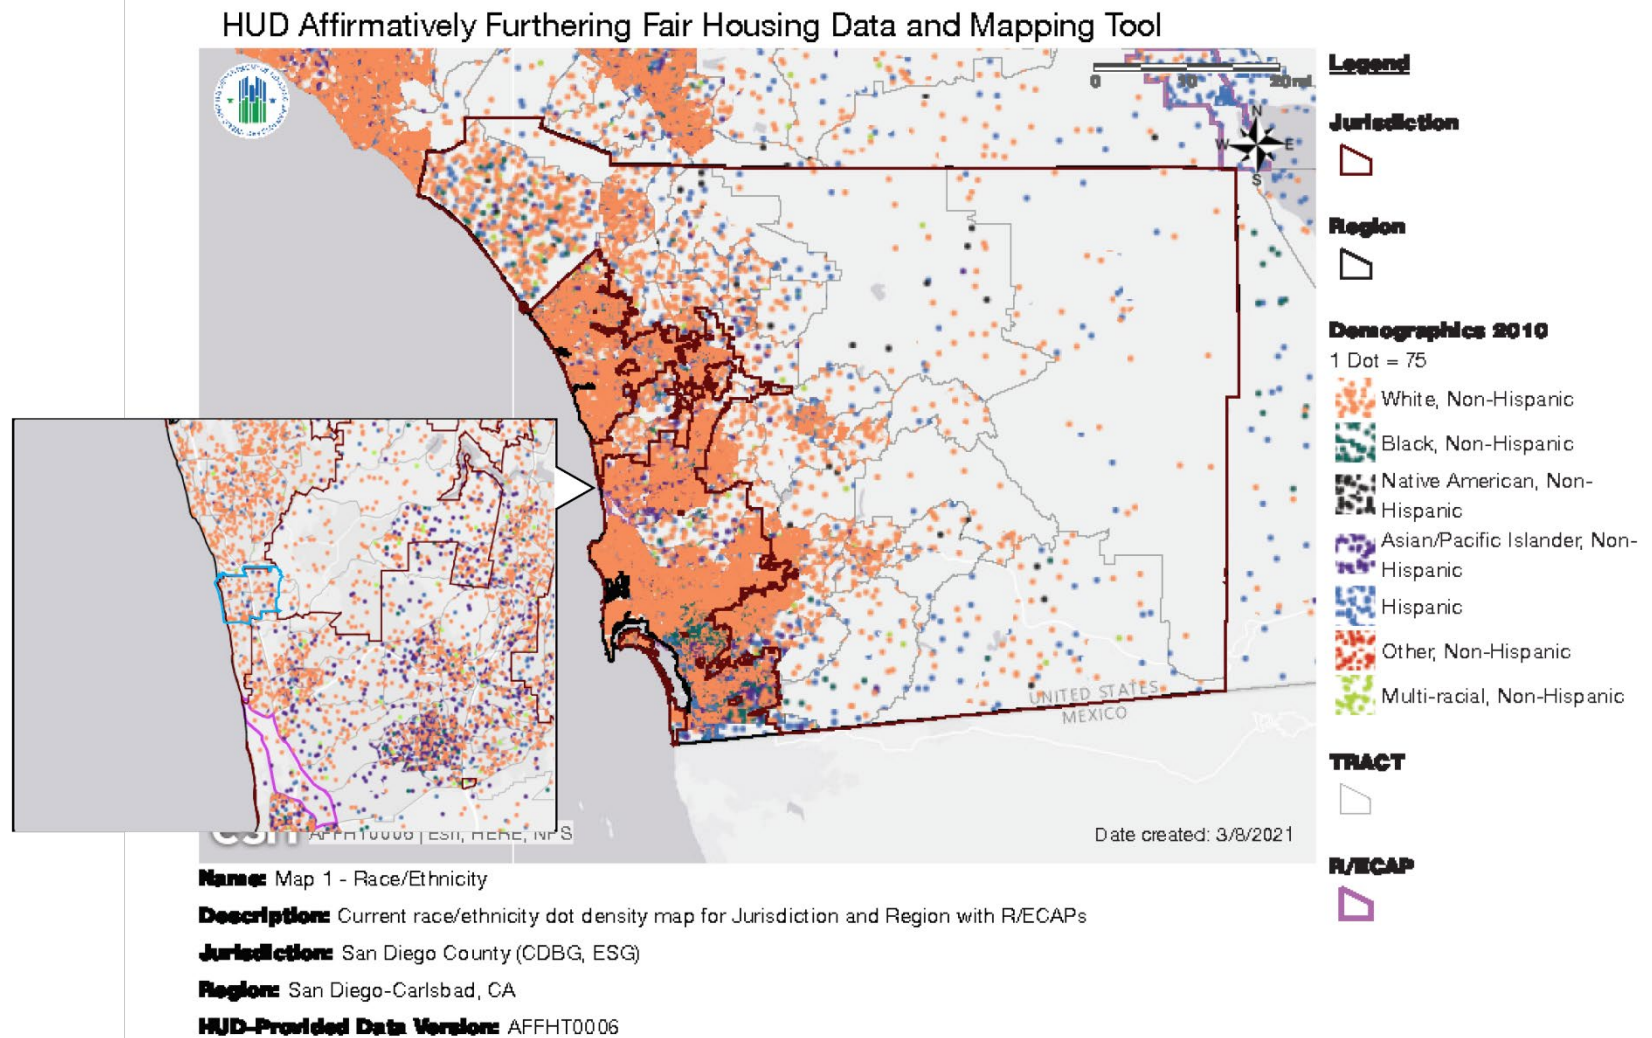 HUD Affirmatively Furthering Fair Housing Data and Mapping Tool
0 10 20 mi
N
W E
S
UNITED STATES
MEXICO
AFFHT0006 | Esri, HERE, NPS
Date created: 3/8/2021
Legend
Jurisdiction
Region
Demographics 2010
1 Dot = 75
White, Non-Hispanic
Black, Non-Hispanic
Native American, Non-
Hispanic
Asian/Pacific Islander, Non-
Hispanic
Hispanic
Other, Non-Hispanic
Multi-racial, Non-Hispanic
TRACT
R/ECAP
Name: Map 1 - Race/Ethnicity
Description: Current race/ethnicity dot density map for Jurisdiction and Region with R/ECAPs
Jurisdiction: San Diego County (CDBG, ESG)
Region: San Diego-Carlsbad, CA
HUD-Provided Data Version: AFFHT0006